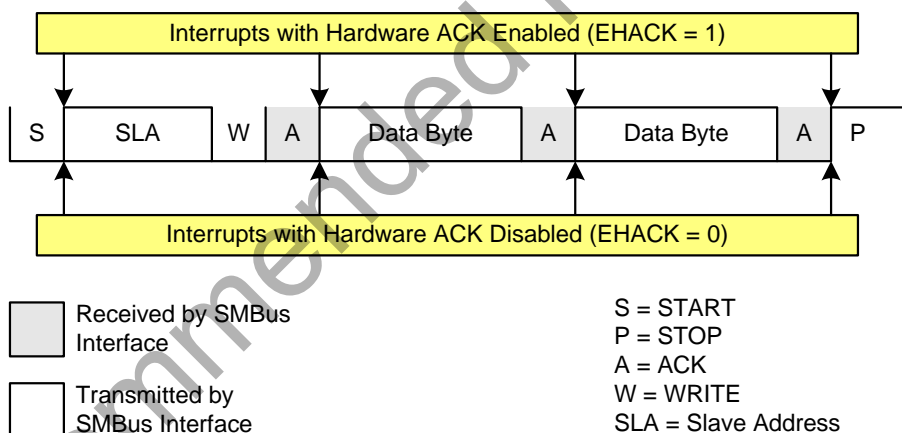 Interrupts with Hardware ACK Enabled (EHACK = 1)
S SLA W A Data Byte A Data Byte A P
Interrupts with Hardware ACK Disabled (EHACK = 0)
Received by SMBus
Interface
Transmitted by
SMBus Interface
S = START
P = STOP
A = ACK
W = WRITE
SLA = Slave Address
ommended